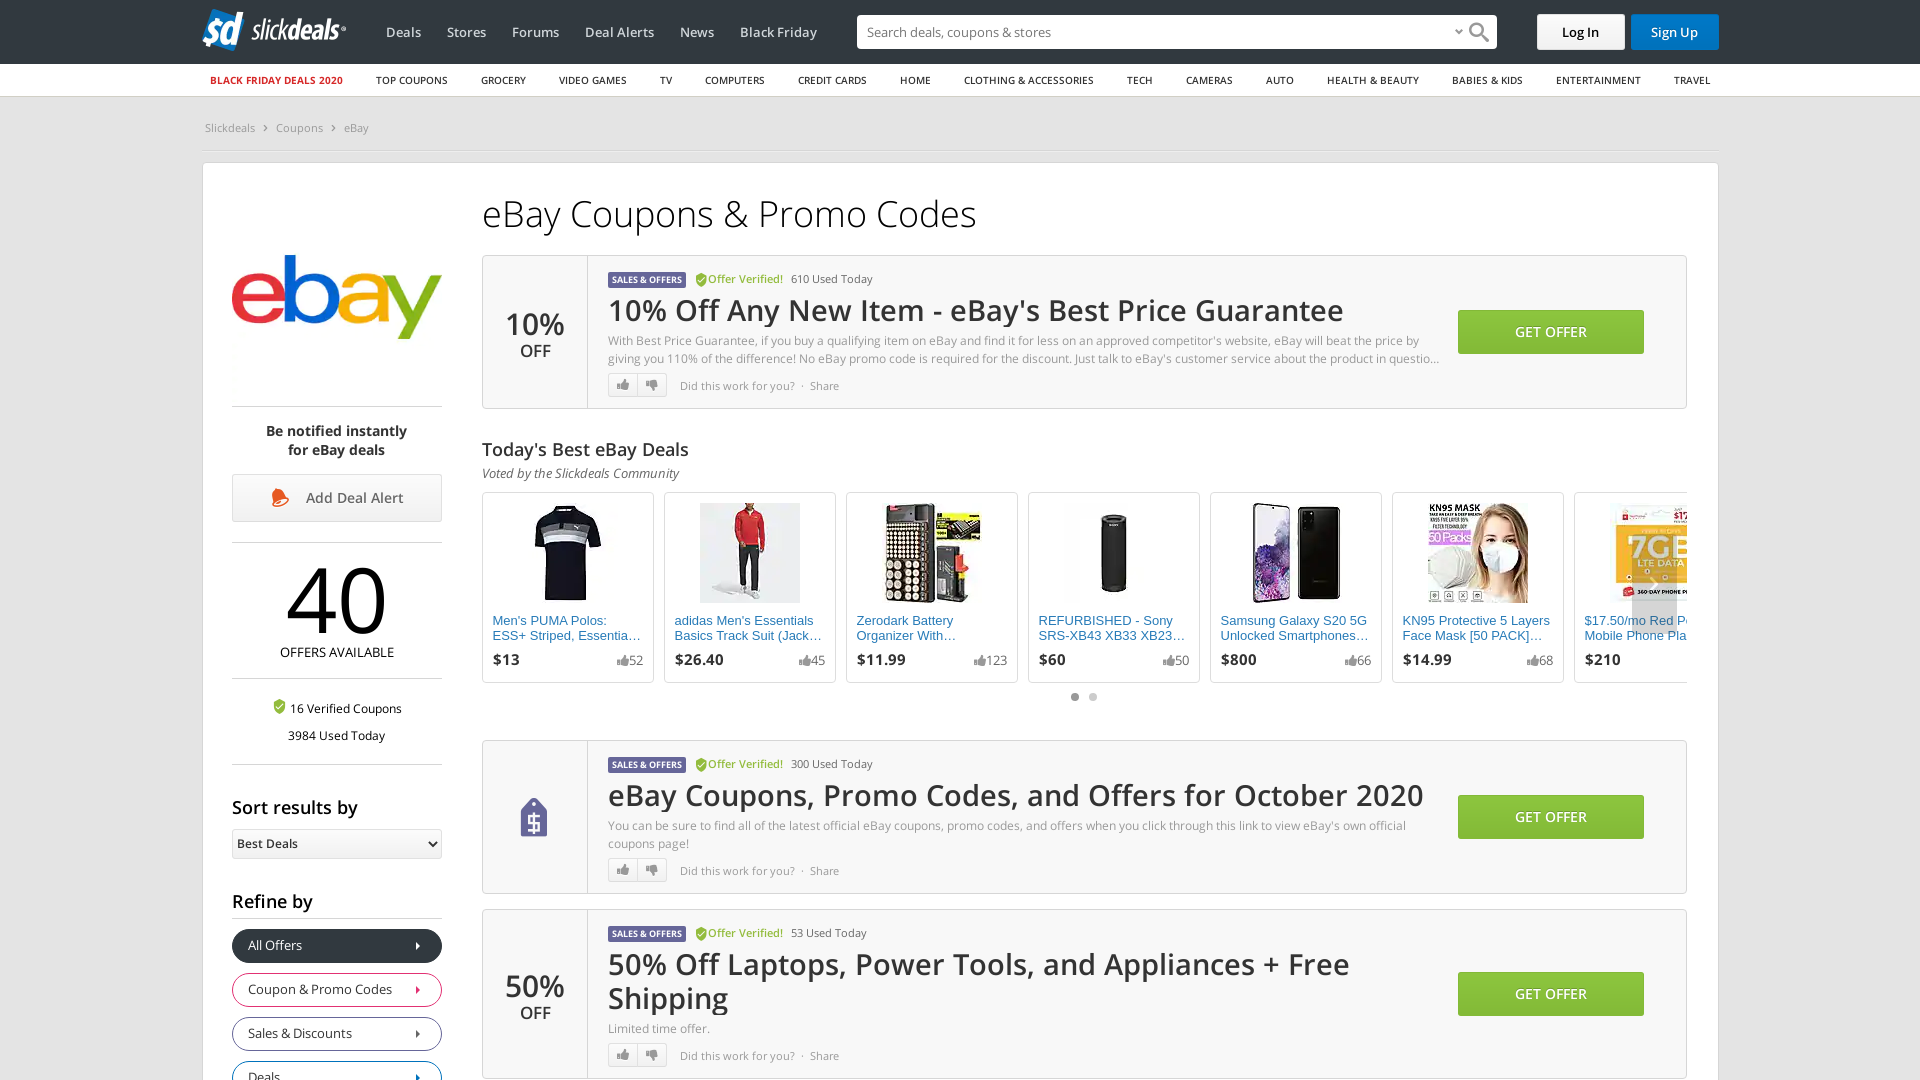 slickdeals
Deals
Stores
Forums
Deal Alerts
News
Black Friday
Search deals, coupons & stores
Log In
Sign Up
BLACK FRIDAY DEALS 2020
TOP COUPONS
GROCERY
VIDEO GAMES
TV
COMPUTERS
CREDIT CARDS
HOME
CLOTHING & ACCESSORIES
TECH
CAMERAS
AUTO
HEALTH & BEAUTY
BABIES & KIDS
ENTERTAINMENT
TRAVEL
Slickdeals > Coupons > eBay
ebay
Be notified instantly
for eBay deals
Add Deal Alert
40
OFFERS AVAILABLE
16 Verified Coupons
3984 Used Today
Sort results by
Best Deals
Refine by
All Offers
Coupon & Promo Codes
Sales & Discounts
Deals
eBay Coupons & Promo Codes
10%
OFF
SALES & OFFERS Offer Verified! 610 Used Today
10% Off Any New Item - eBay's Best Price Guarantee
With Best Price Guarantee, if you buy a qualifying item on eBay and find it for less on an approved competitor's website, eBay will beat the price by
giving you 110% of the difference! No eBay promo code is required for the discount. Just talk to eBay's customer service about the product in questio...
Did this work for you? · Share
GET OFFER
Today's Best eBay Deals
Voted by the Slickdeals Community
Men's PUMA Polos:
ESS+ Striped, Essentia...
$13
52
adidas Men's Essentials
Basics Track Suit (Jack...
$26.40
45
Zerodark Battery
Organizer With...
$11.99
123
REFURBISHED - Sony
SRS-XB43 XB33 XB23...
$60
50
Samsung Galaxy S20 5G
Unlocked Smartphones...
$800
66
KN95 MASK
50 Packs
KN95 Protective 5 Layers
Face Mask [50 PACK]...
$14.99
68
7GB
LTE DATA
$17.50/mo Red P
Mobile Phone Pla
$210
SALES & OFFERS Offer Verified! 300 Used Today
eBay Coupons, Promo Codes, and Offers for October 2020
You can be sure to find all of the latest official eBay coupons, promo codes, and offers when you click through this link to view eBay's own official
coupons page!
Did this work for you? · Share
GET OFFER
50%
OFF
SALES & OFFERS Offer Verified! 53 Used Today
50% Off Laptops, Power Tools, and Appliances + Free
Shipping
Limited time offer.
Did this work for you? · Share
GET OFFER